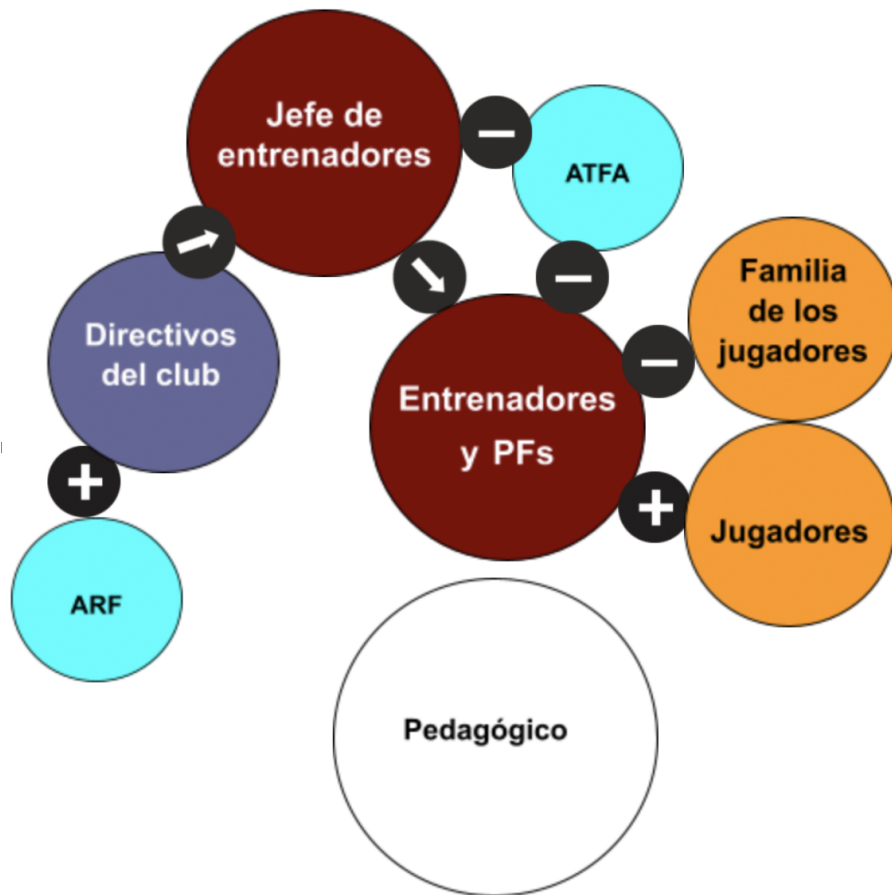 Jefe de
entrenadores
ATFA
Familia
de los
jugadores
Directivos
del club
Entrenadores
y PFs
Jugadores
ARF
Pedagógico